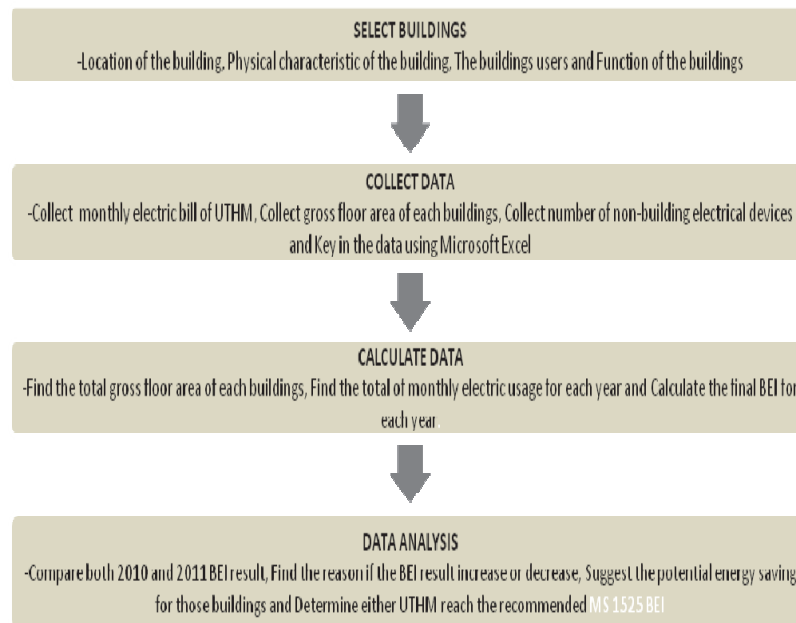 SELECT BUILDINGS
-Location of the building, Physical characteristic of the building, The buildings users and Function of the buildings
COLLECT DATA
-Collect monthly electric bill of UTHM, Collect gross floor area of each buildings, Collect number of non-building electrical devices
and Key in the data using Microsoft Excel
CALCULATE DATA
-Find the total gross floor area of each buildings, Find the total of monthly electric usage for each year and Calculate the final BEI for
each year.
DATA ANALYSIS
-Compare both 2010 and 2011 BEI result, Find the reason if the BEI result increase or decrease, Suggest the potential energy saving
for those buildings and Determine either UTHM reach the recommended MS 1525 BEI